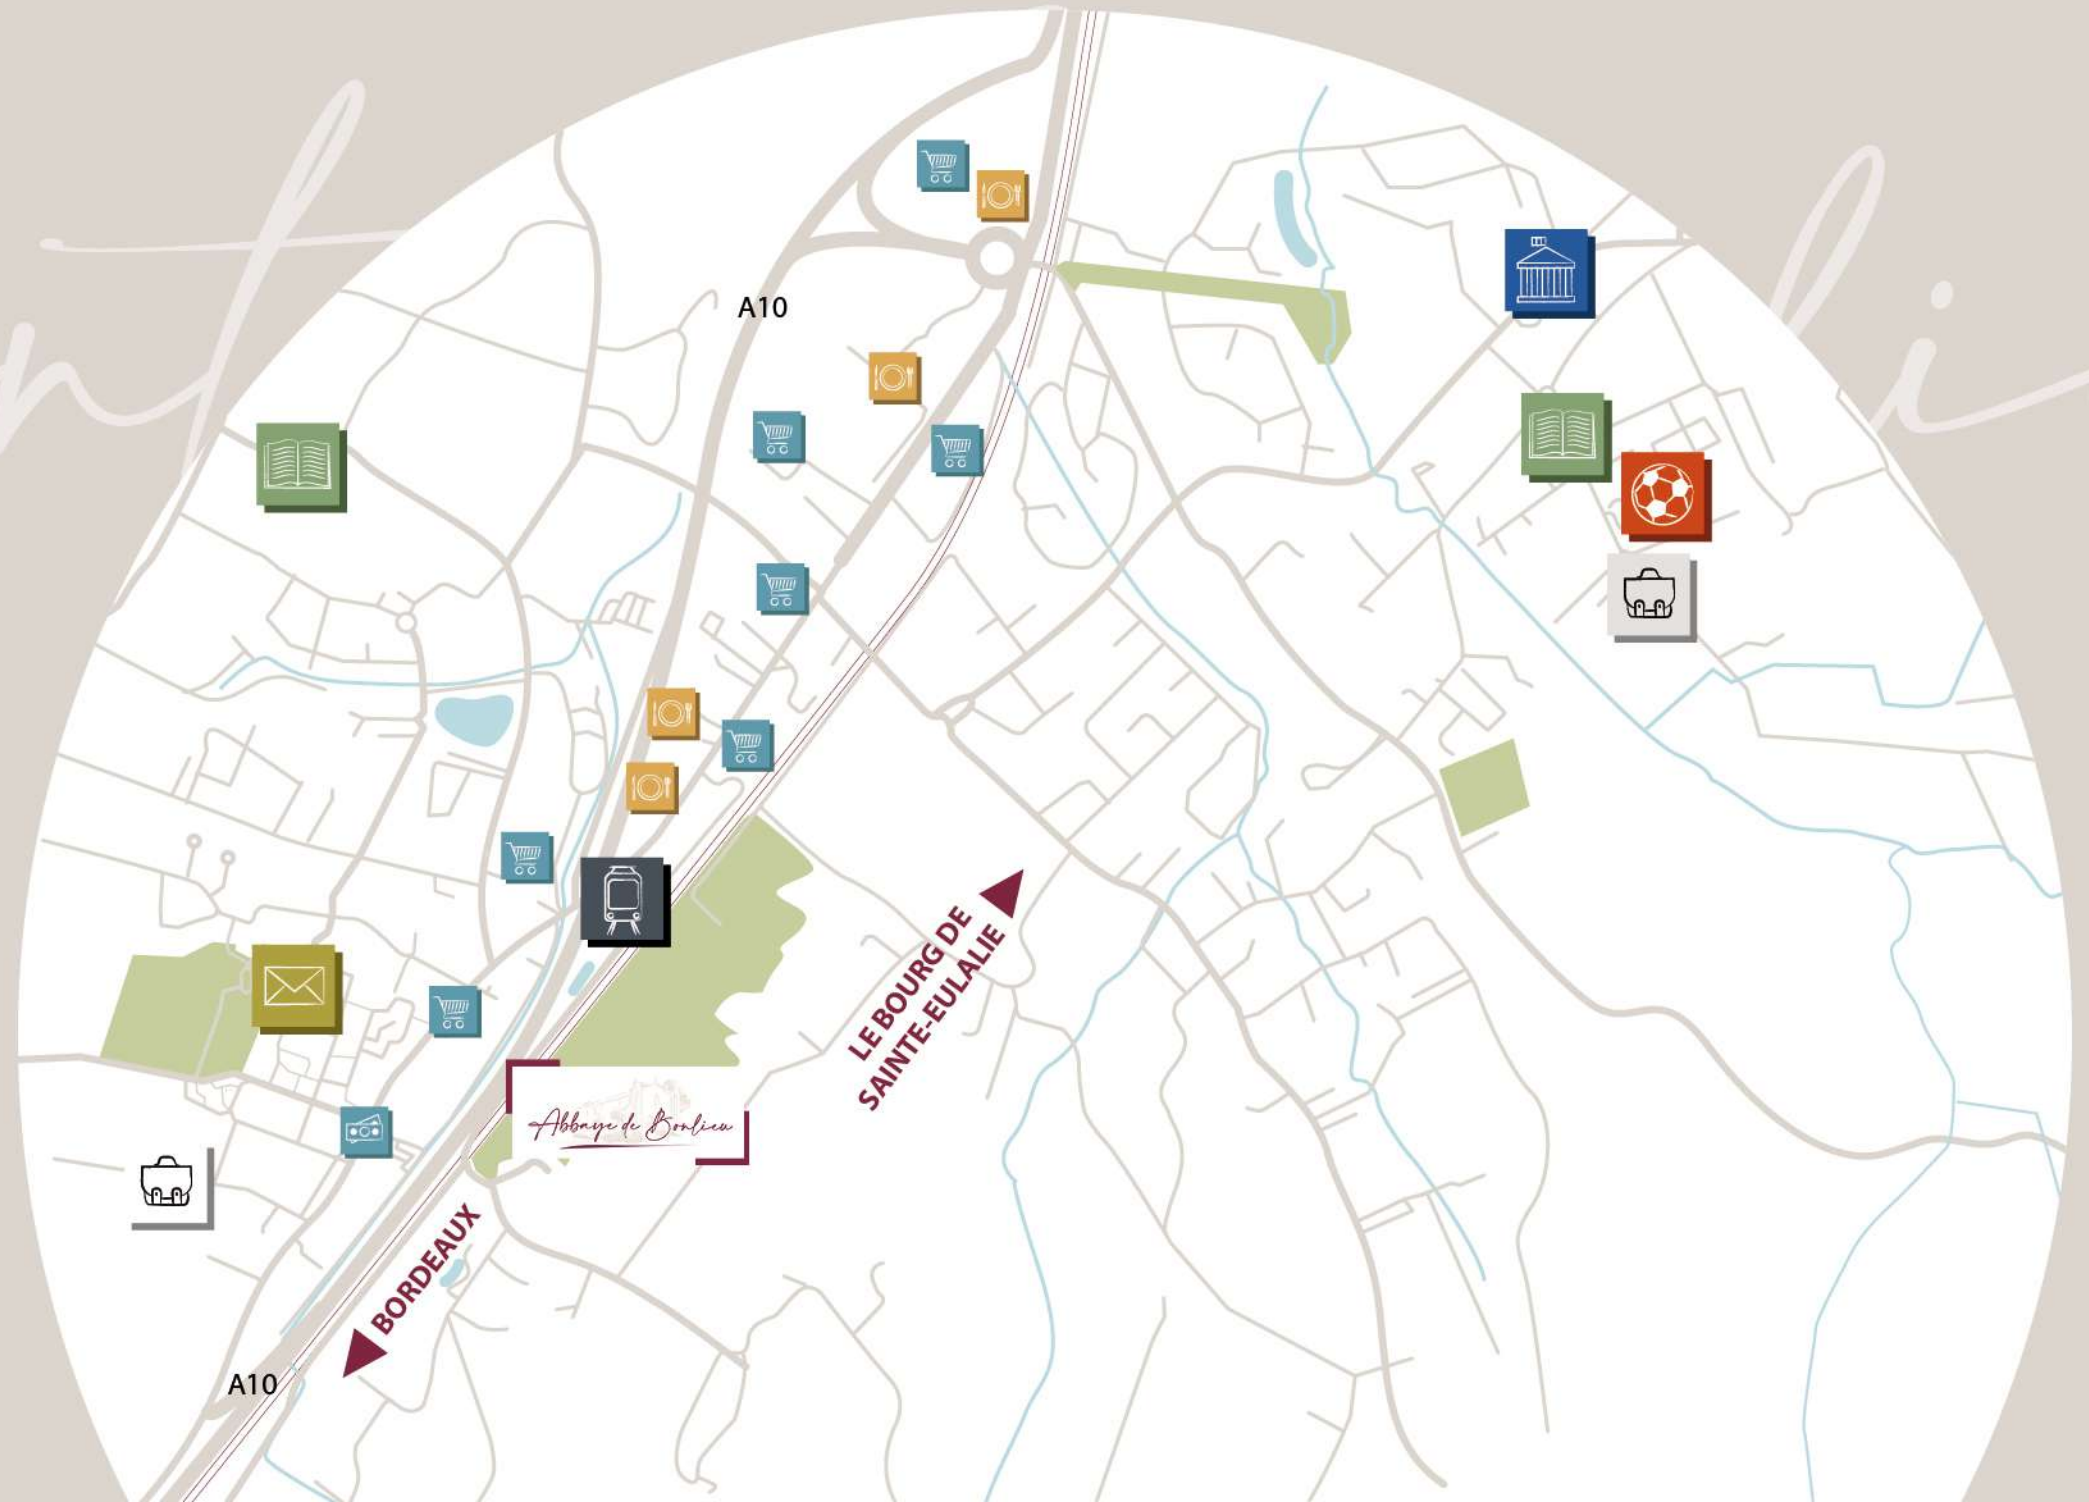 A10
LE BOURG DE
SAINTE-EULALIE
Abbaye de Bonlieu
BORDEAUX
A10